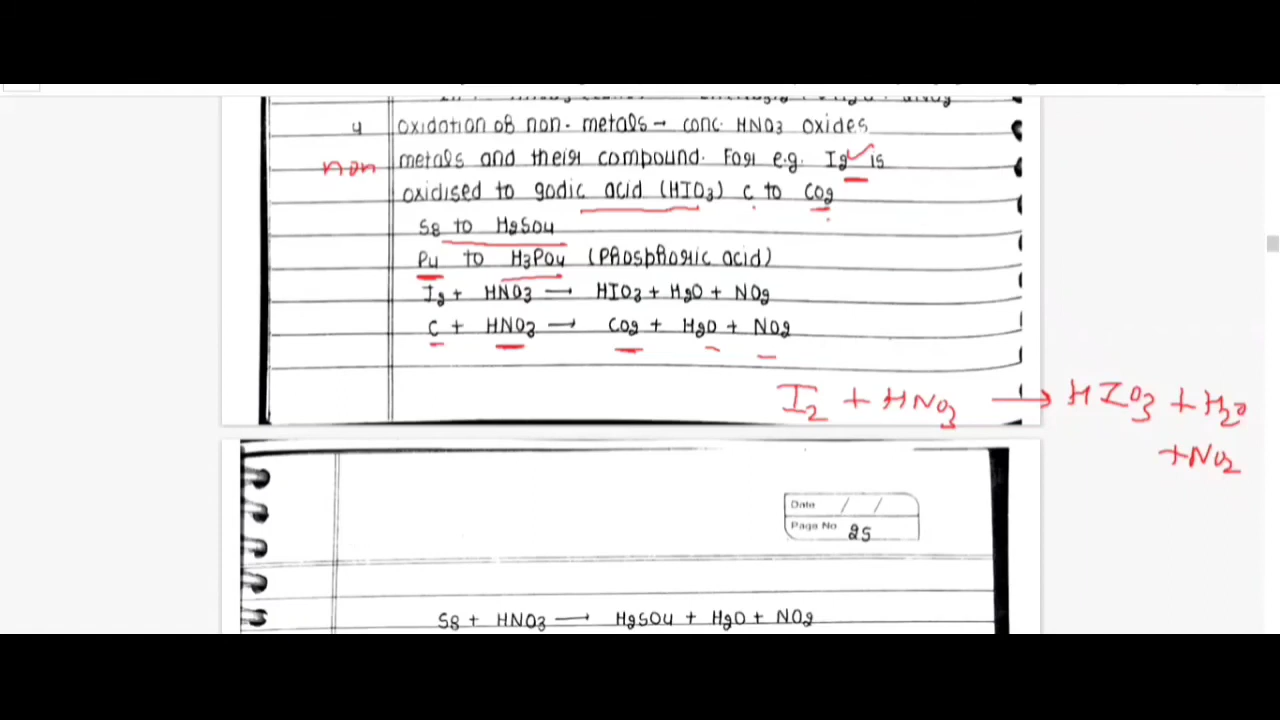 4 oxidation of non-metals → conc. HNO3 oxides
non metals and their compound. For e.g. I2 is
oxidised to godic acid (HIO3) C to CO2
S8 to H2SO4
P4 to H3PO4 (Phosphoric acid)
I2 + HNO3 → HIO3 + H2O + NO2
C + HNO3 → CO2 + H2O + NO2
I2 + HNO3 → HIO3 + H2O
+NO2
Date / /
Page No 25
S8 + HNO3 → H2SO4 + H2O + NO2